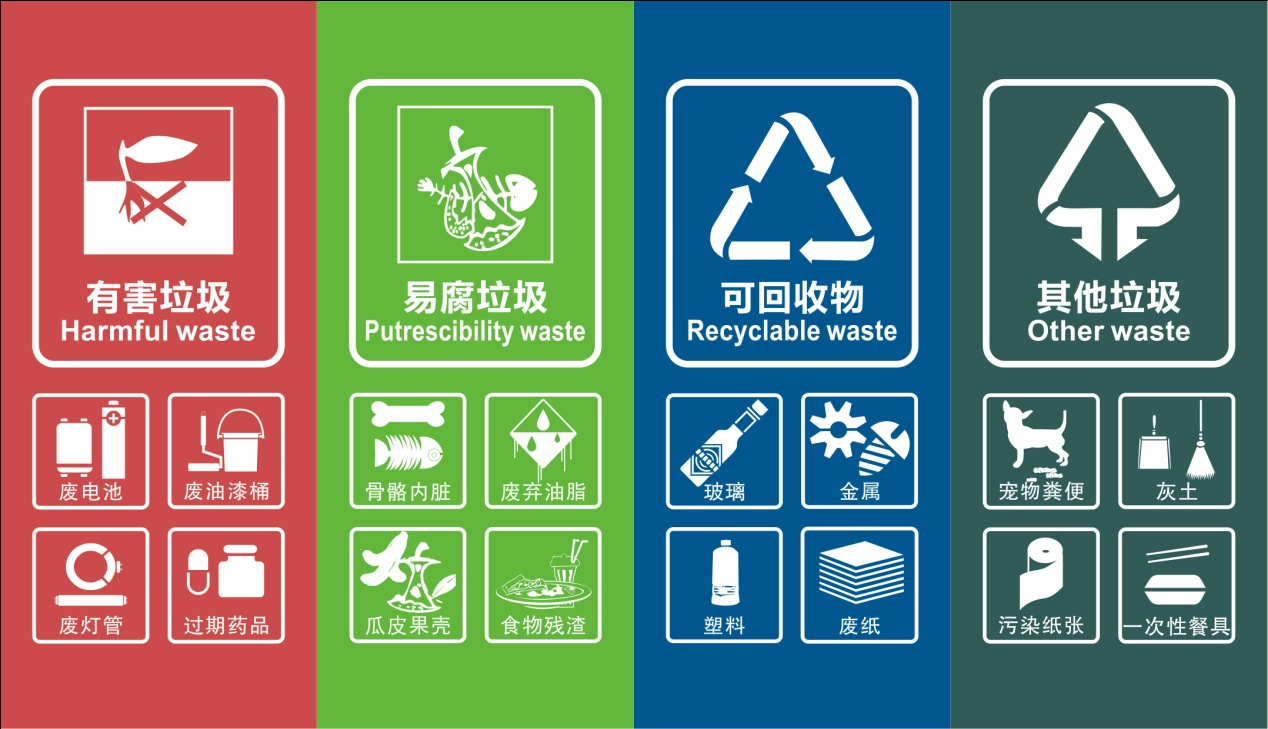 有害垃圾
Harmful waste
废电池
废油漆桶
废灯管
过期药品
易腐垃圾
Putrescibility waste
骨骼内脏
废弃油脂
瓜皮果壳
食物残渣
可回收物
Recyclable waste
玻璃
金属
塑料
废纸
其他垃圾
Other waste
宠物粪便
灰土
污染纸张
一次性餐具